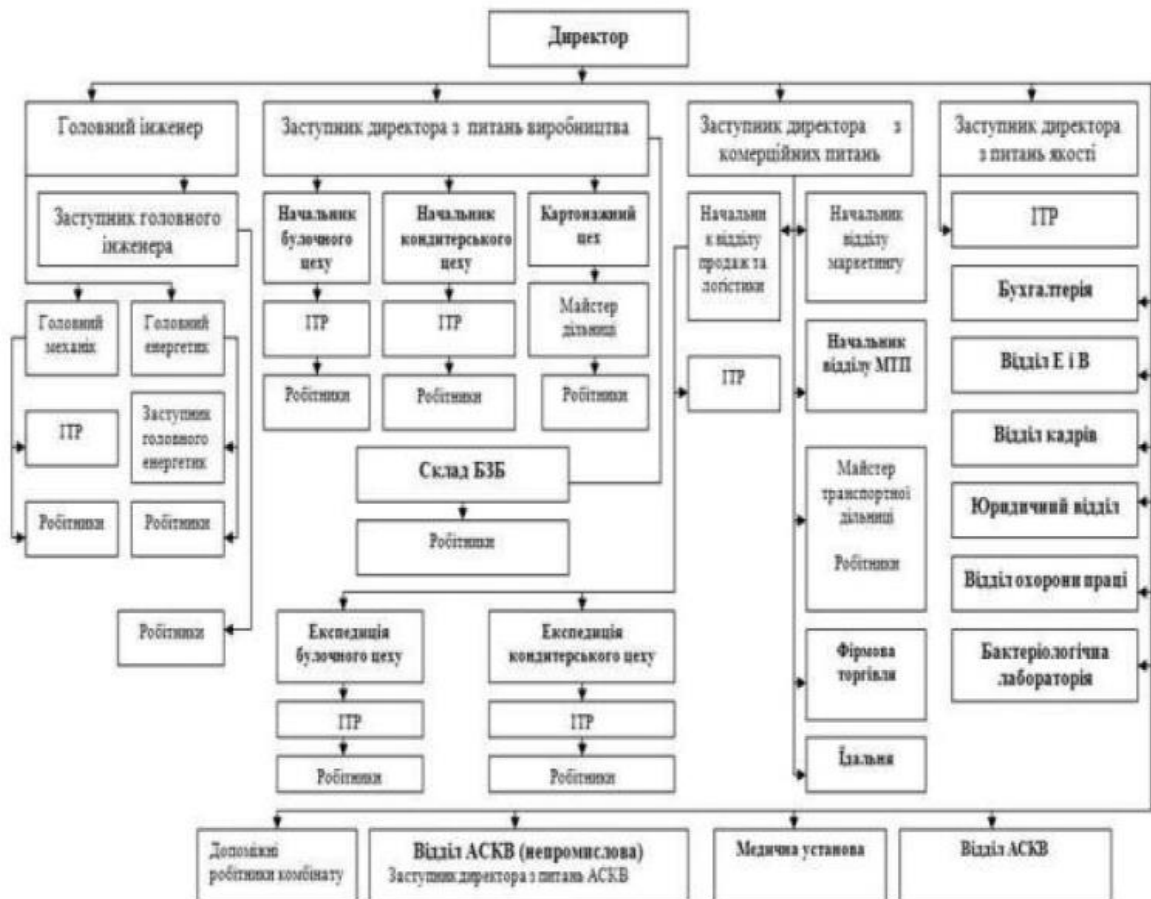 Директор
Головний інженер
Заступник директора з питань виробництва
Заступник директора з
комерційних питань
Заступник директора
з питань якості
Заступник головного
інженера
Начальник
булочного
цеху
Начальник
кондитерського
цеху
Картонажний
цех
Начальни
к відділу
продаж та
логістики
Начальник
відділу
маркетингу
ІТР
Головний
механік
Головний
енергетик
ІТР
ІТР
Майстер
дільниці
Бухгалтерія
Начальник
відділу МТП
Відділ Е і В
Робітники
Робітники
Робітники
ІТР
ІТР
Заступник
головного
енергетик
Відділ кадрів
Склад БЗБ
Майстер
транспортної
дільниці
Робітники
Юридичний відділ
Робітники
Робітники
Робітники
Відділ охорони праці
Робітники
Експедиція
булочного цеху
Експедиція
кондитерського цеху
Фірмова
торгівля
Бактеріологічна
лабораторія
ІТР
ІТР
Робітники
Робітники
Їдальня
Допоміжні
робітники комбінату
Відділ АСКВ (непромислова)
Заступник директора з питань АСКВ
Медична установа
Відділ АСКВ